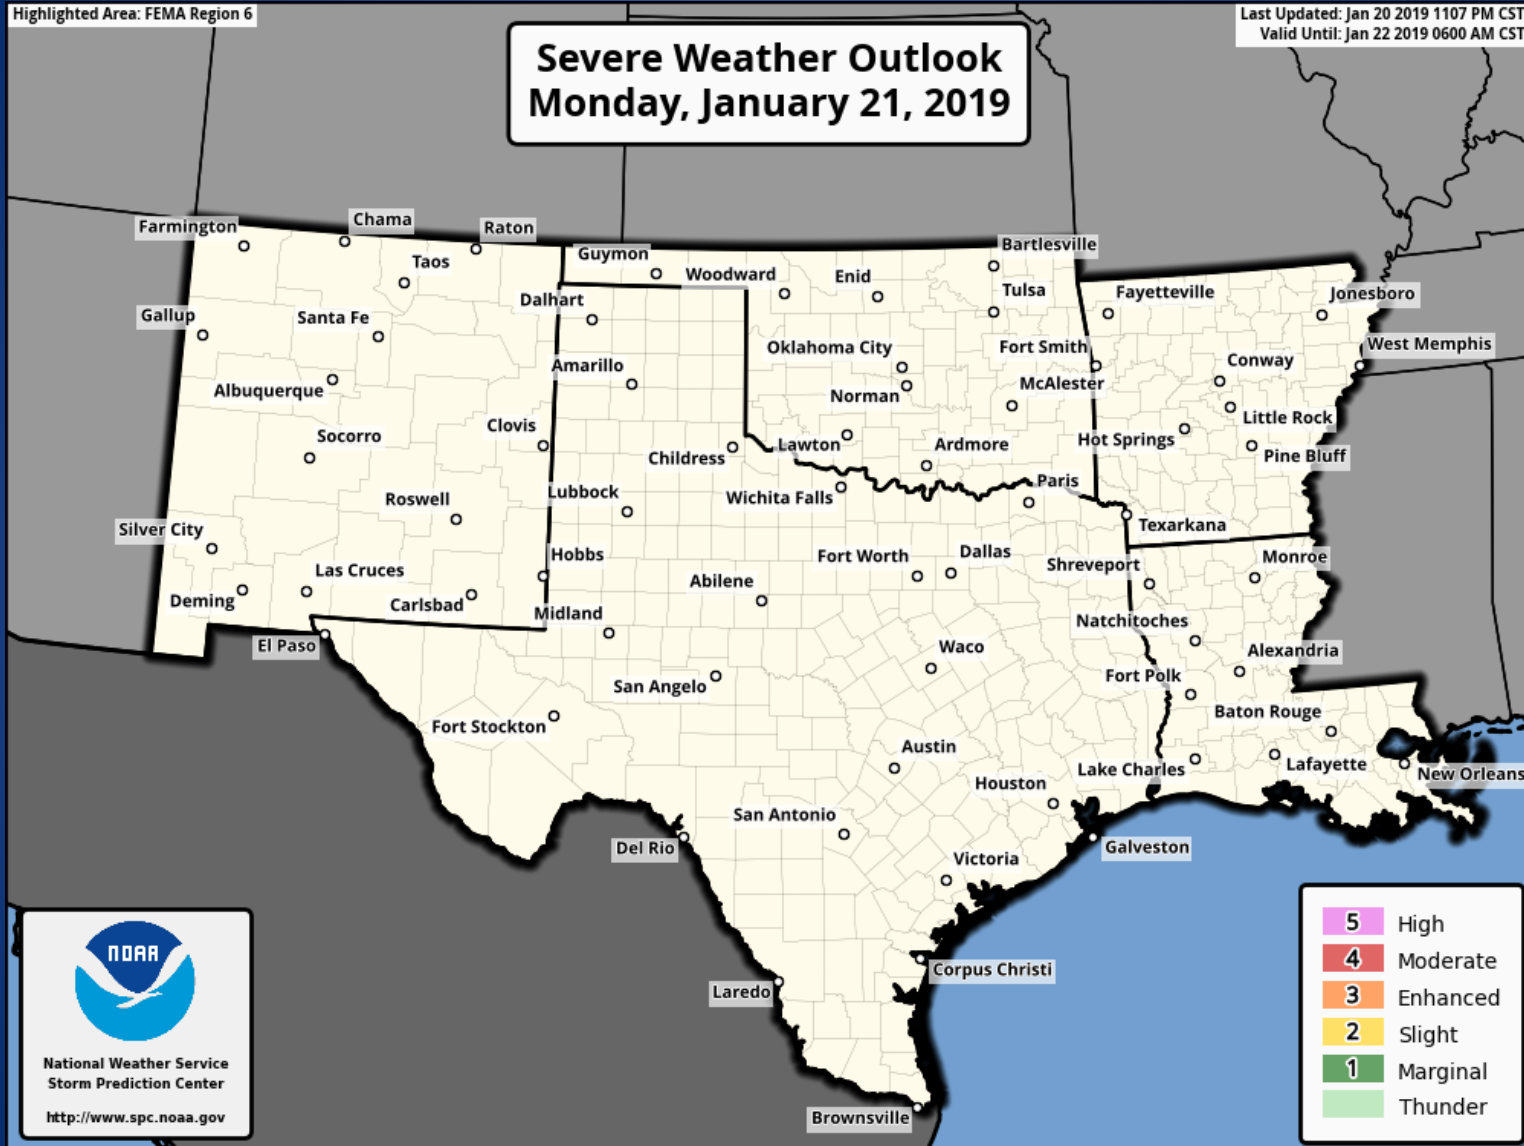 Highlighted Area: FEMA Region 6
Last Updated: Jan 20 2019 1107 PM CST
Valid Until: Jan 22 2019 0600 AM CST
Severe Weather Outlook
Monday, January 21, 2019
Farmington
Chama
Raton
Taos
Guymon
Woodward
Enid
Bartlesville
Tulsa
Fayetteville
Jonesboro
Gallup
Santa Fe
Dalhart
Oklahoma City
Fort Smith
West Memphis
Albuquerque
Amarillo
Norman
McAlester
Conway
Little Rock
Socorro
Clovis
Childress
Lawton
Ardmore
Hot Springs
Pine Bluff
Roswell
Lubbock
Wichita Falls
Paris
Texarkana
Silver City
Las Cruces
Hobbs
Fort Worth
Dallas
Shreveport
Monroe
Deming
Carlsbad
Midland
Abilene
Natchitoches
El Paso
Waco
Alexandria
San Angelo
Fort Polk
Fort Stockton
Baton Rouge
Austin
Lake Charles
Lafayette
New Orleans
Houston
San Antonio
Del Rio
Galveston
Victoria
Corpus Christi
Laredo
Brownsville
NOAA
National Weather Service
Storm Prediction Center
http://www.spc.noaa.gov
5 High
4 Moderate
3 Enhanced
2 Slight
1 Marginal
Thunder